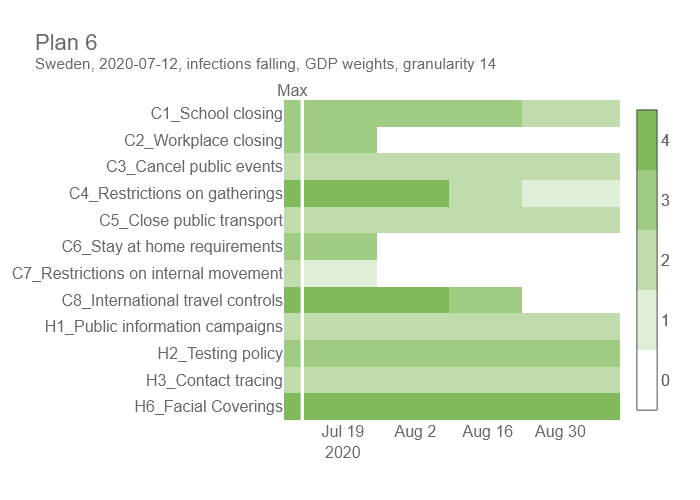 Plan 6
Sweden, 2020-07-12, infections falling, GDP weights, granularity 14
Max
C1_School closing
C2_Workplace closing
C3_Cancel public events
C4_Restrictions on gatherings
C5_Close public transport
C6_Stay at home requirements
C7_Restrictions on internal movement
C8_International travel controls
H1_Public information campaigns
H2_Testing policy
H3_Contact tracing
H6_Facial Coverings
Jul 19 Aug 2 Aug 16 Aug 30
2020
4
3
2
1
0